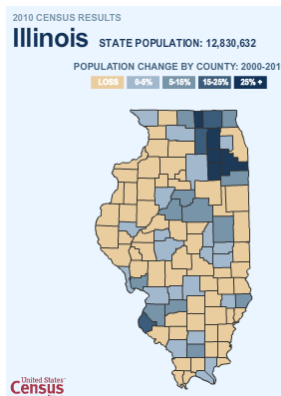 2010 CENSUS RESULTS
Illinois STATE POPULATION: 12,830,632
POPULATION CHANGE BY COUNTY: 2000-201
LOSS 0-5% 5-15% 15-25% 25% +
United States
Census